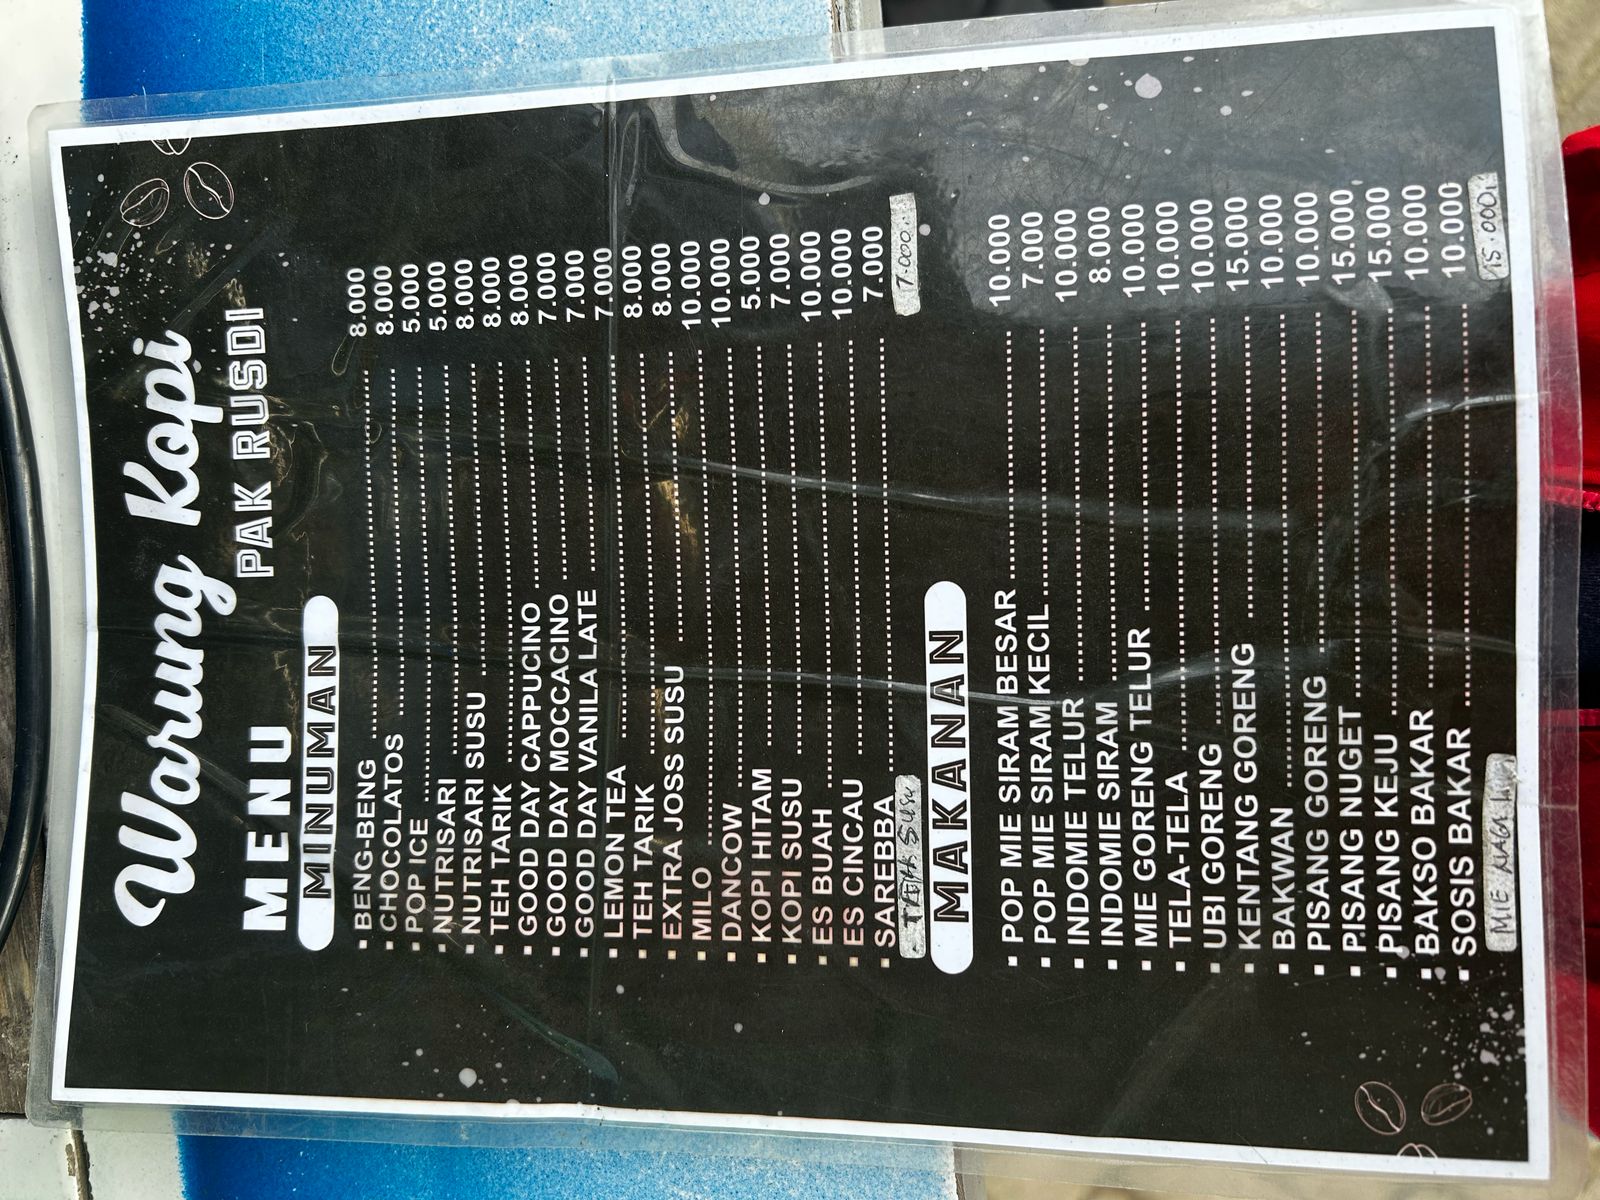 Warung Kopi
PAK RUSDI
MENU
MINUMAN
▪ BENG-BENG 8.000
▪ CHOCOLATOS 8.000
▪ POP ICE 5.000
▪ NUTRISARI 5.000
▪ NUTRISARI SUSU 8.000
▪ TEH TARIK 8.000
▪ GOOD DAY CAPPUCINO 8.000
▪ GOOD DAY MOCCACINO 7.000
▪ GOOD DAY VANILA LATE 7.000
▪ LEMON TEA 7.000
▪ TEH TARIK 8.000
▪ EXTRA JOSS SUSU 8.000
▪ MILO 10.000
▪ DANCOW 10.000
▪ KOPI HITAM 5.000
▪ KOPI SUSU 7.000
▪ ES BUAH 10.000
▪ ES CINCAU 10.000
▪ SAREBBA 7.000
TEH SUSU 7.000
MAKANAN
▪ POP MIE SIRAM BESAR 10.000
▪ POP MIE SIRAM KECIL 7.000
▪ INDOMIE TELUR 10.000
▪ INDOMIE SIRAM 8.000
▪ MIE GORENG TELUR 10.000
▪ TELA-TELA 10.000
▪ UBI GORENG 10.000
▪ KENTANG GORENG 15.000
▪ BAKWAN 10.000
▪ PISANG GORENG 10.000
▪ PISANG NUGET 15.000
▪ PISANG KEJU 15.000
▪ BAKSO BAKAR 10.000
▪ SOSIS BAKAR 10.000
MIE 15.000